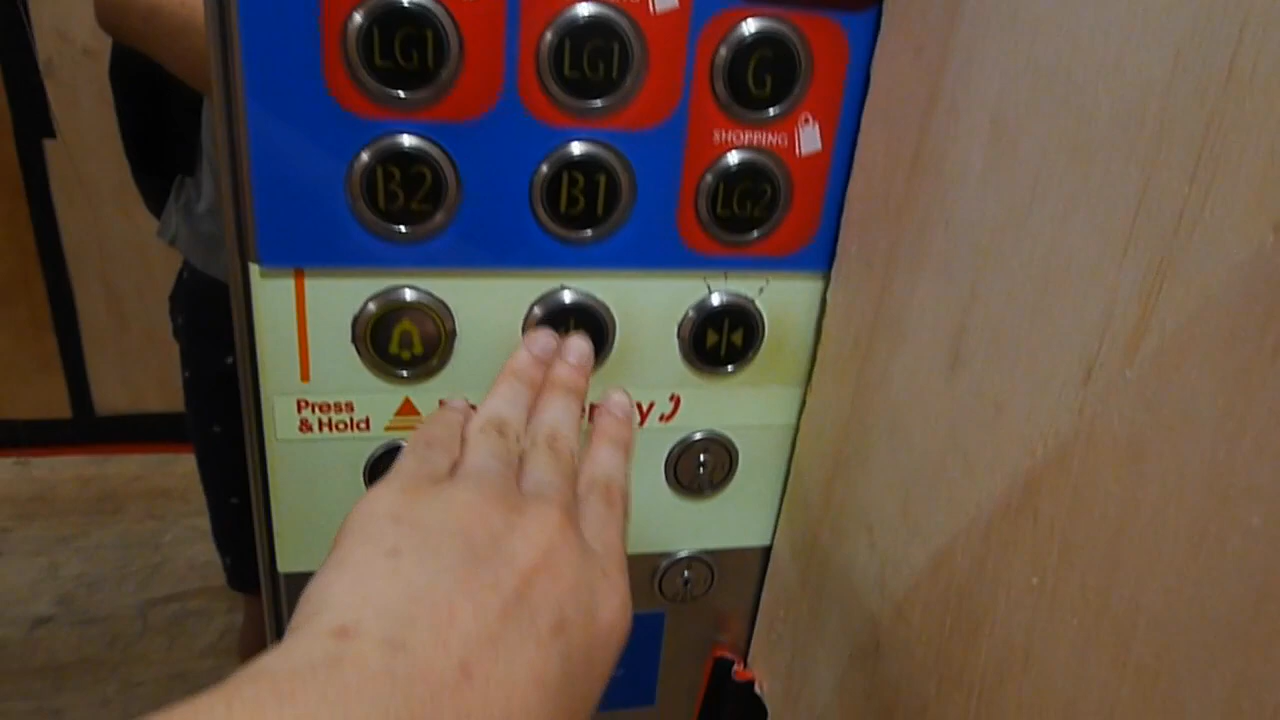 LG1 LG1 G
SHOPPING
B2 B1 LG2
Press
& Hold